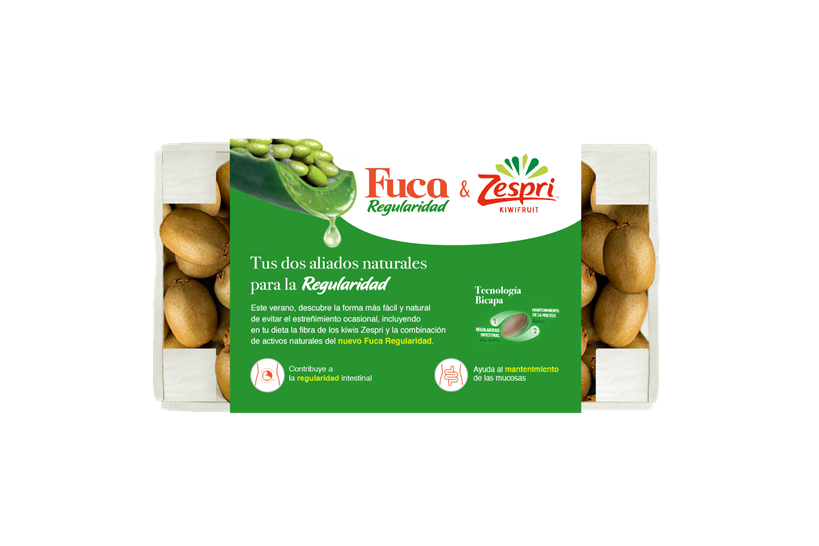 Fuca & Zespri
Regularidad
KIWIFRUIT
Tus dos aliados naturales
para la Regularidad
Este verano, descubre la forma más fácil y natural
de evitar el estreñimiento ocasional, incluyendo
en tu dieta la fibra de los kiwis Zespri y la combinación
de activos naturales del nuevo Fuca Regularidad.
Tecnología
Bicapa
MANTENIMIENTO
DE LA MUCOSA
1
REGULARIDAD
INTESTINAL
2
Contribuye a
la regularidad intestinal
Ayuda al mantenimiento
de las mucosas